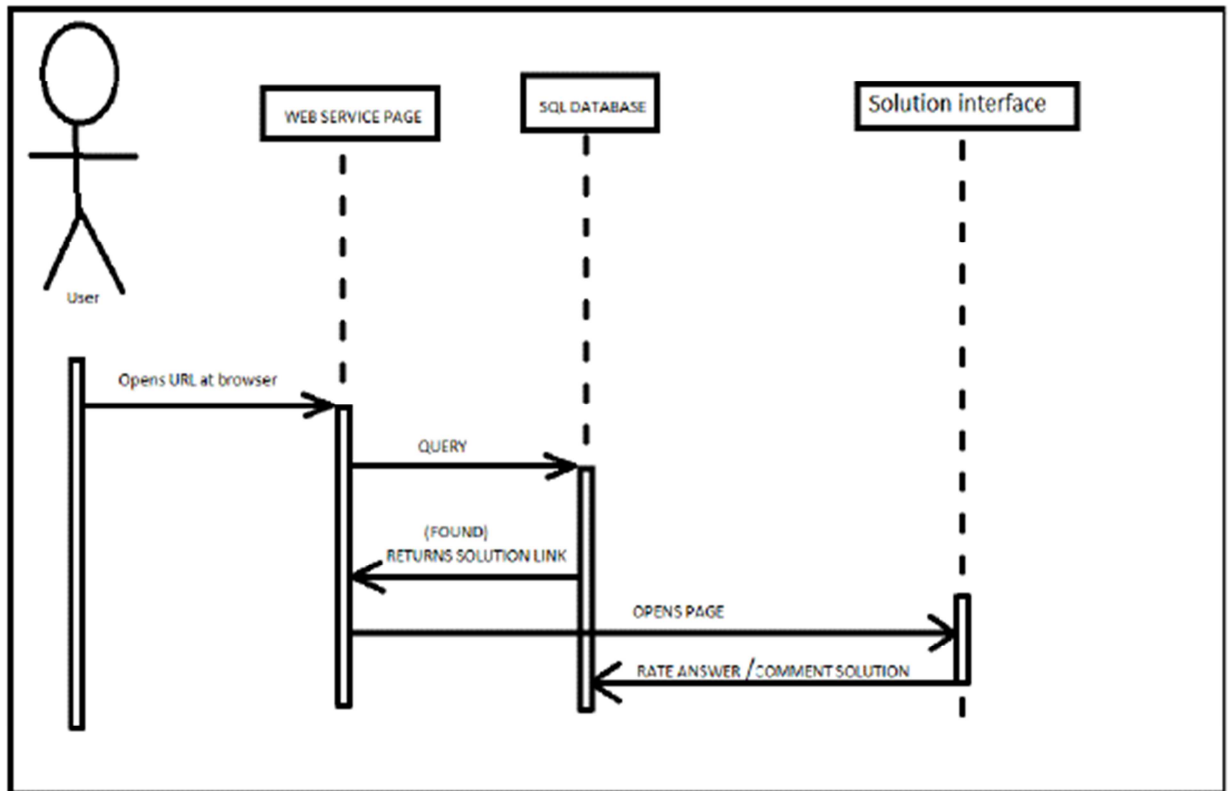 WEB SERVICE PAGE
SQL DATABASE
Solution interface
User
Opens URL at browser
QUERY
(FOUND)
RETURNS SOLUTION LINK
OPENS PAGE
RATE ANSWER /COMMENT SOLUTION